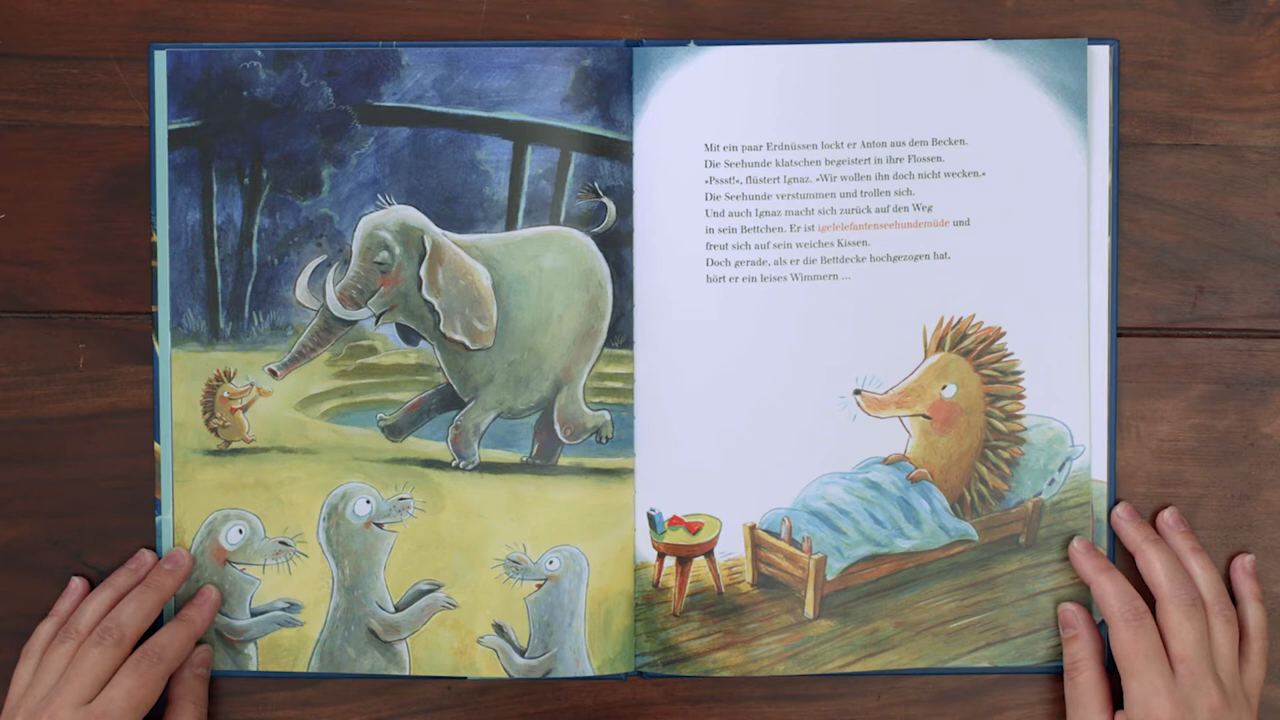 Mit ein paar Erdnüssen lockt er Anton aus dem Becken.
Die Seehunde klatschen begeistert in ihre Flossen.
»Pssst!«, flüstert Ignaz. »Wir wollen ihn doch nicht wecken.«
Die Seehunde verstummen und trollen sich.
Und auch Ignaz macht sich zurück auf den Weg
in sein Bettchen. Er ist igelelefantenseehundemüde und
freut sich auf sein weiches Kissen.
Doch gerade, als er die Bettdecke hochgezogen hat,
hört er ein leises Wimmern ...